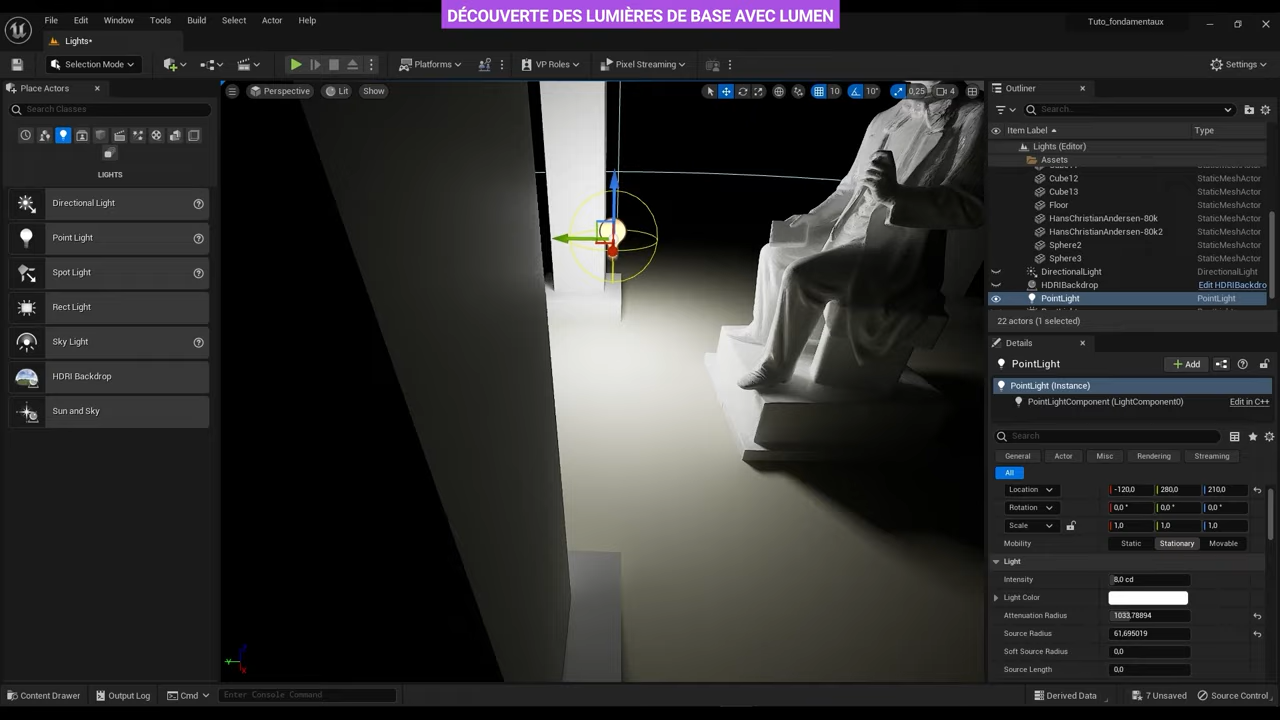 DÉCOUVERTE DES LUMIÈRES DE BASE AVEC LUMEN
File Edit Window Tools Build Select Actor Help
Tuto_fondamentaux
Lights•
Selection Mode
Platforms
VP Roles
Pixel Streaming
Settings
Place Actors
Search Classes
LIGHTS
Directional Light
Point Light
Spot Light
Rect Light
Sky Light
HDRI Backdrop
Sun and Sky
Perspective
Lit
Show
10
10°
0,25
4
Outliner
Search...
Item Label
Type
Lights (Editor)
Assets
Cube12 StaticMeshActor
Cube13 StaticMeshActor
Floor StaticMeshActor
HansChristianAndersen-80k StaticMeshActor
HansChristianAndersen-80k2 StaticMeshActor
Sphere2 StaticMeshActor
Sphere3 StaticMeshActor
DirectionalLight DirectionalLight
HDRIBackdrop Edit HDRIBackdro
PointLight PointLight
22 actors (1 selected)
Details
PointLight
Add
PointLight (Instance)
PointLightComponent (LightComponent0) Edit in C++
Search
General Actor Misc Rendering Streaming
All
Location -120,0 280,0 210,0
Rotation 0,0 ° 0,0 ° 0,0 °
Scale 1,0 1,0 1,0
Mobility Static Stationary Movable
Light
Intensity 8,0 cd
Light Color
Attenuation Radius 1033,78894
Source Radius 61,695019
Soft Source Radius 0,0
Source Length 0,0
Content Drawer
Output Log
Cmd
Enter Console Command
Derived Data
7 Unsaved
Source Control